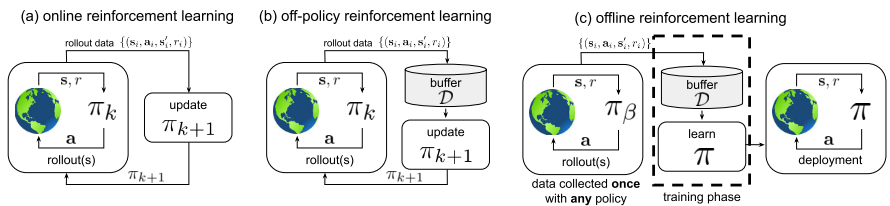 (a) online reinforcement learning
rollout data {(s_i, a_i, s'_i, r_i)}
s, r
π_k
a
rollout(s)
update
π_{k+1}
π_{k+1}
(b) off-policy reinforcement learning
rollout data {(s_i, a_i, s'_i, r_i)}
s, r
π_k
a
rollout(s)
buffer
D
update
π_{k+1}
π_{k+1}
(c) offline reinforcement learning
{(s_i, a_i, s'_i, r_i)}
s, r
π_β
a
rollout(s)
data collected once
with any policy
buffer
D
learn
π
training phase
s, r
π
a
deployment